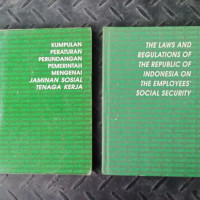 KUMPULAN
PERATURAN
PERUNDANGAN
PEMERINTAH
MENGENAI
JAMINAN SOSIAL
TENAGA KERJA
THE LAWS AND
REGULATIONS OF
THE REPUBLIC OF
INDONESIA ON
THE EMPLOYEES'
SOCIAL SECURITY